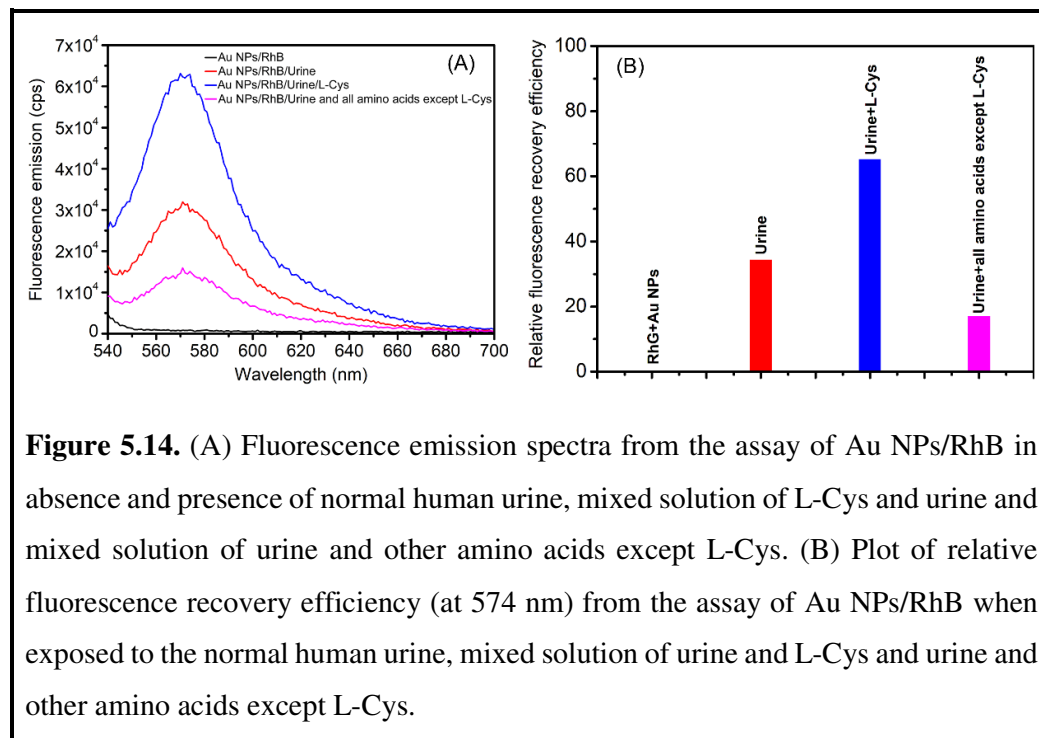 (A)
Fluorescence emission (cps)
7x10⁴
6x10⁴
5x10⁴
4x10⁴
3x10⁴
2x10⁴
1x10⁴
0
Au NPs/RhB
Au NPs/RhB/Urine
Au NPs/RhB/Urine/L-Cys
Au NPs/RhB/Urine and all amino acids except L-Cys
540 560 580 600 620 640 660 680 700
Wavelength (nm)
(B)
Relative fluorescence recovery efficiency
100
80
60
40
20
0
RhG+Au NPs
Urine
Urine+L-Cys
Urine+all amino acids except L-Cys
Figure 5.14. (A) Fluorescence emission spectra from the assay of Au NPs/RhB in
absence and presence of normal human urine, mixed solution of L-Cys and urine and
mixed solution of urine and other amino acids except L-Cys. (B) Plot of relative
fluorescence recovery efficiency (at 574 nm) from the assay of Au NPs/RhB when
exposed to the normal human urine, mixed solution of urine and L-Cys and urine and
other amino acids except L-Cys.